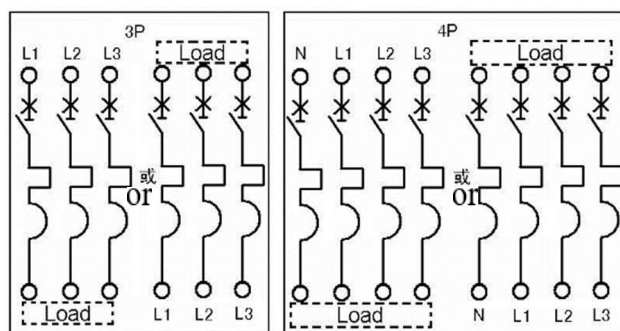 3P
L1 L2 L3 Load
或
or
Load L1 L2 L3
4P
N L1 L2 L3 Load
或
or
Load N L1 L2 L3